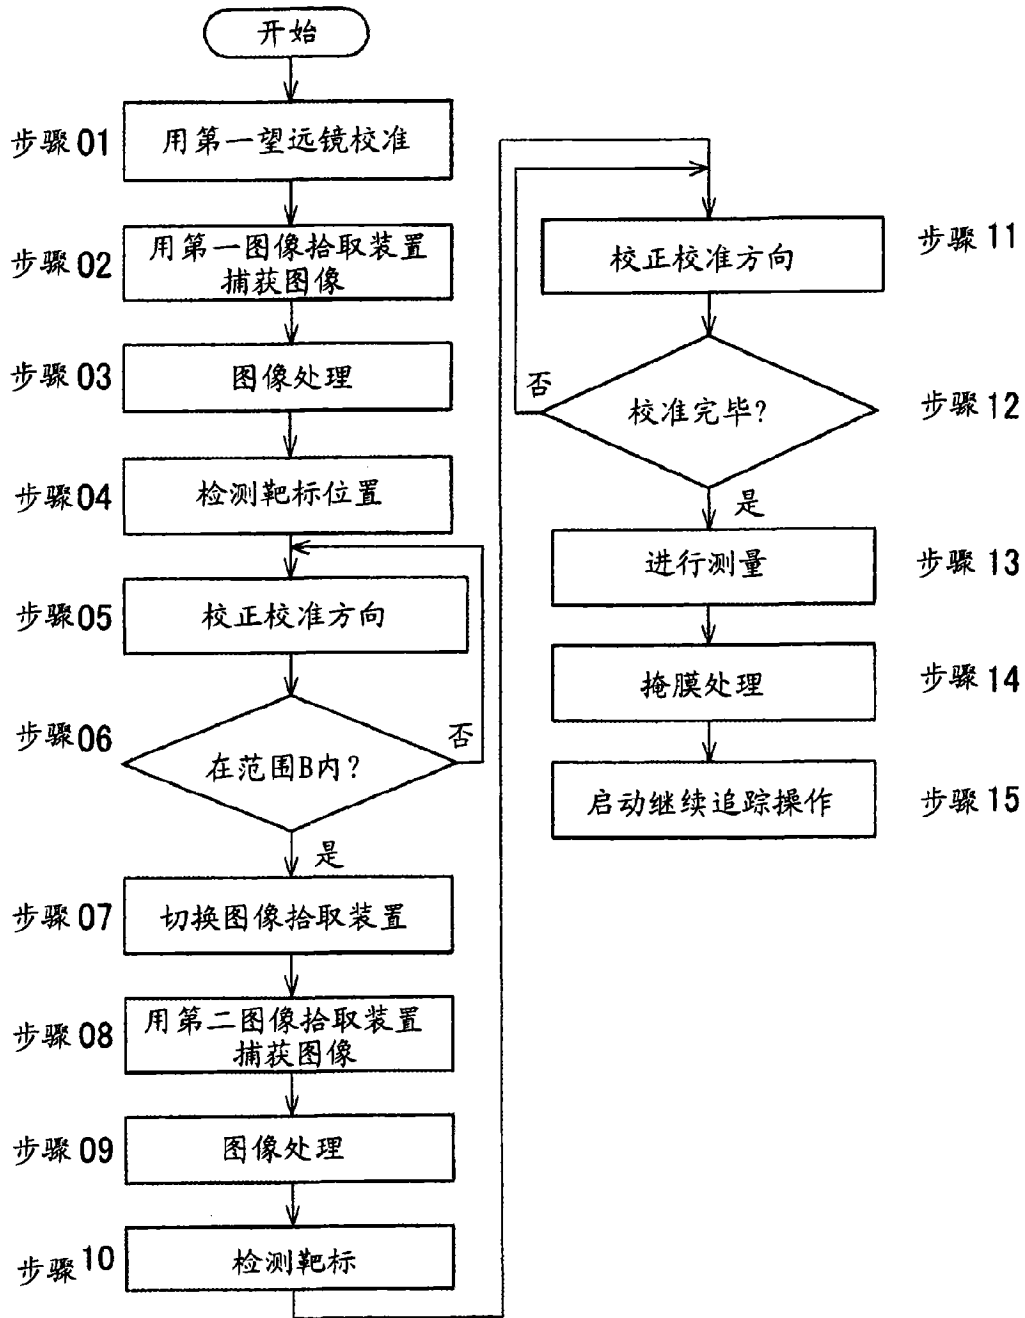 开始
步骤01
用第一望远镜校准
步骤02
用第一图像拾取装置
捕获图像
步骤03
图像处理
步骤04
检测靶标位置
步骤05
校正校准方向
步骤06
在范围B内?
否
是
步骤07
切换图像拾取装置
步骤08
用第二图像拾取装置
捕获图像
步骤09
图像处理
步骤10
检测靶标
步骤11
校正校准方向
否
步骤12
校准完毕?
是
步骤13
进行测量
步骤14
掩膜处理
步骤15
启动继续追踪操作